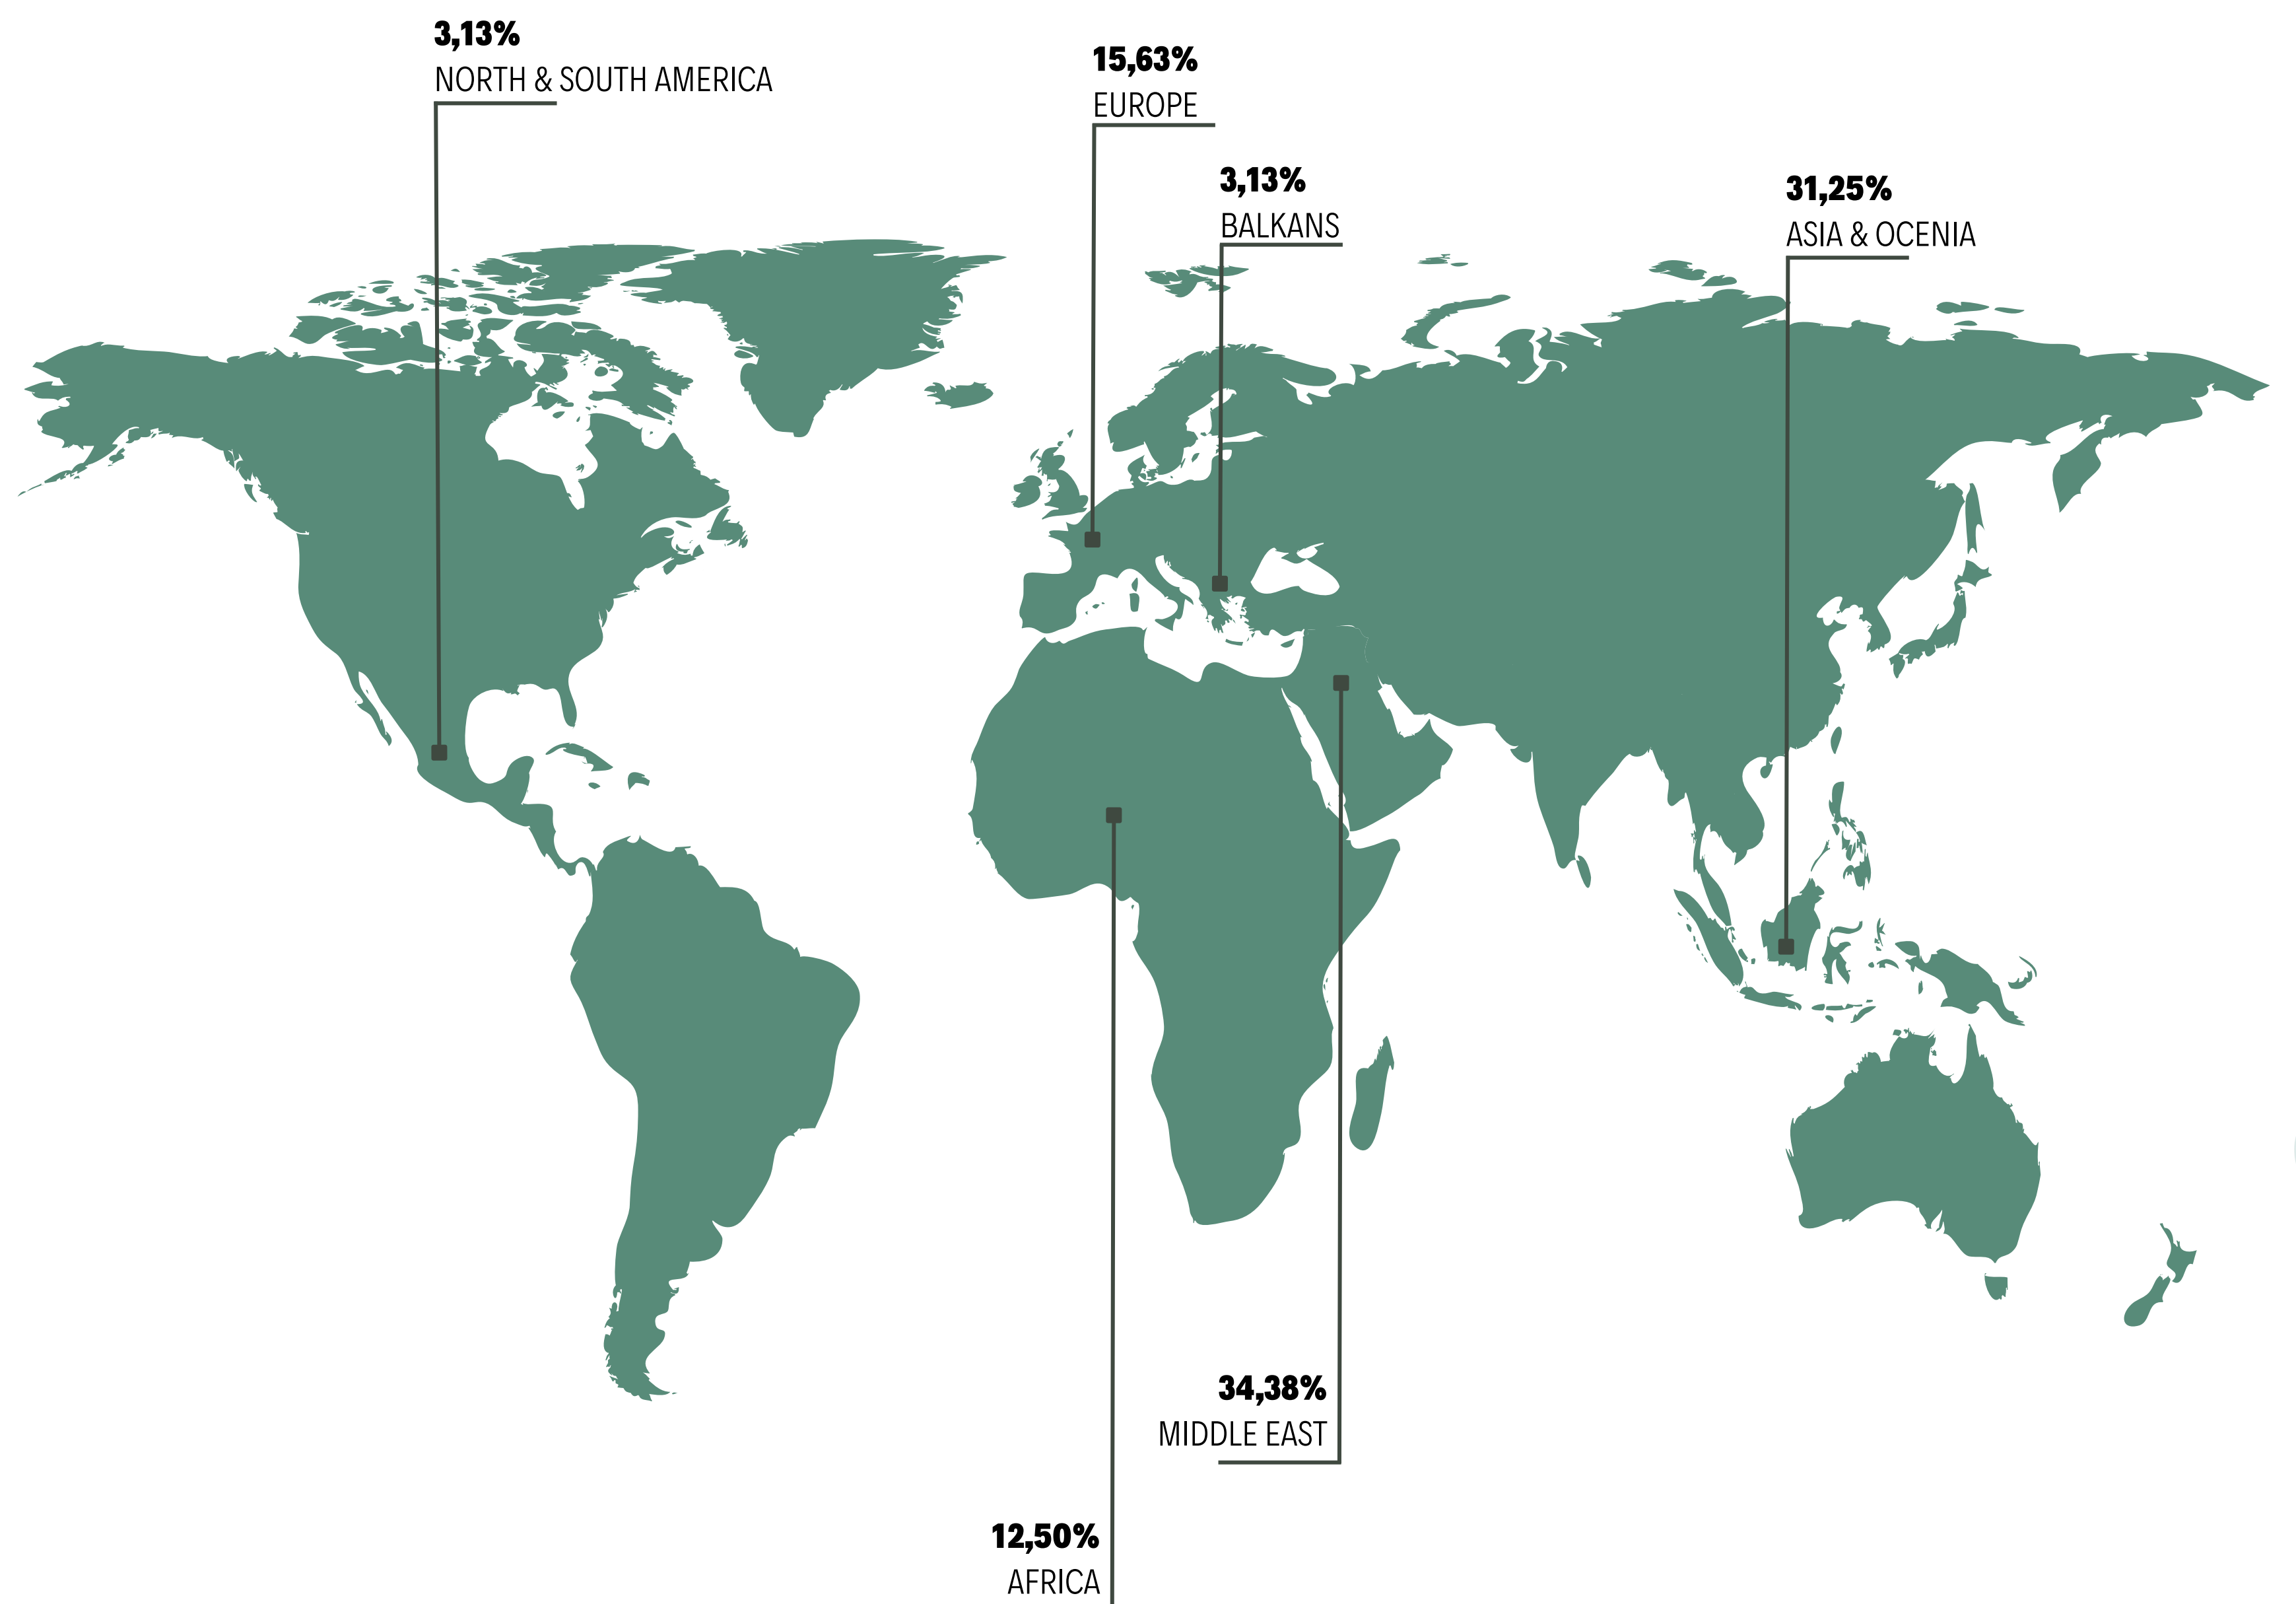 3,13%
NORTH & SOUTH AMERICA
15,63%
EUROPE
3,13%
BALKANS
31,25%
ASIA & OCENIA
34,38%
MIDDLE EAST
12,50%
AFRICA